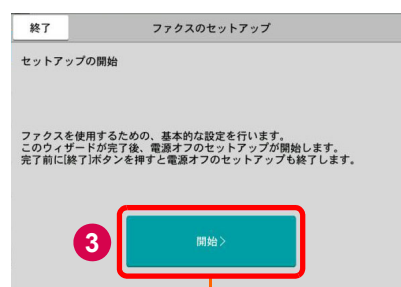 終了
ファクスのセットアップ
セットアップの開始
ファクスを使用するための、基本的な設定を行います。
このウィザードが完了後、電源オフのセットアップが開始します。
完了前に[終了]ボタンを押すと電源オフのセットアップも終了します。
3
開始>